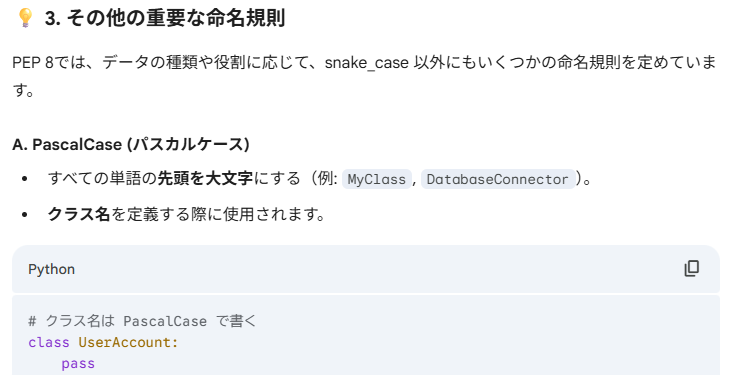 💡 3. その他の重要な命名規則
PEP 8では、データの種類や役割に応じて、snake_case 以外にもいくつかの命名規則を定めていま
す。
A. PascalCase (パスカルケース)
• すべての単語の先頭を大文字にする（例: MyClass, DatabaseConnector）。
• クラス名を定義する際に使用されます。
Python
# クラス名は PascalCase で書く
class UserAccount:
    pass